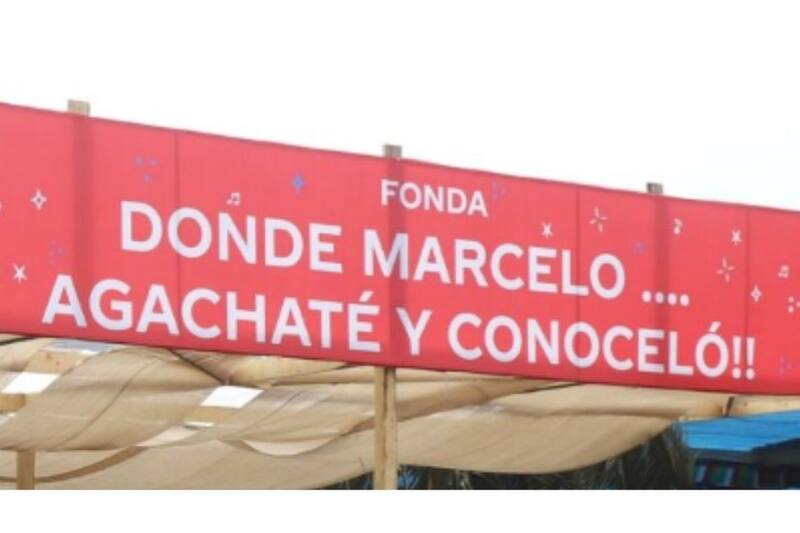 FONDA
DONDE MARCELO ....
AGACHATÉ Y CONOCELÓ!!